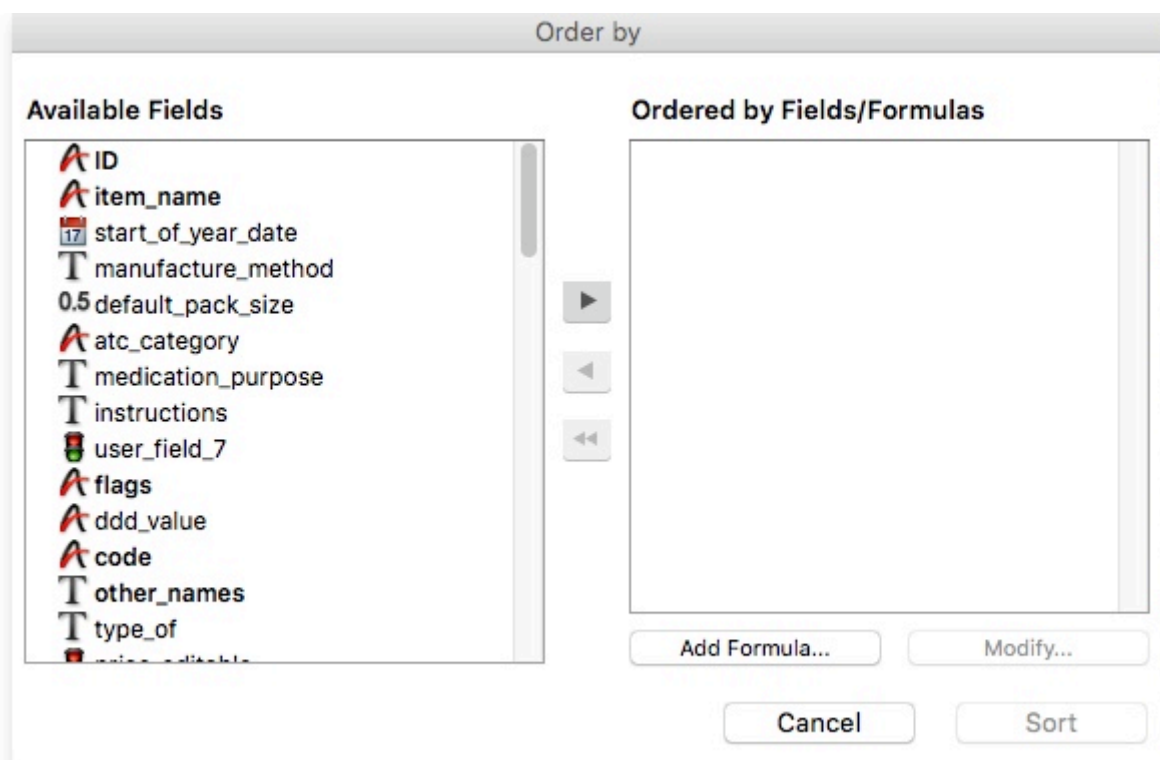 Order by
Available Fields
ID
item_name
17 start_of_year_date
T manufacture_method
0.5 default_pack_size
atc_category
T medication_purpose
T instructions
user_field_7
flags
ddd_value
code
T other_names
T type_of
Ordered by Fields/Formulas
Add Formula...
Modify...
Cancel
Sort